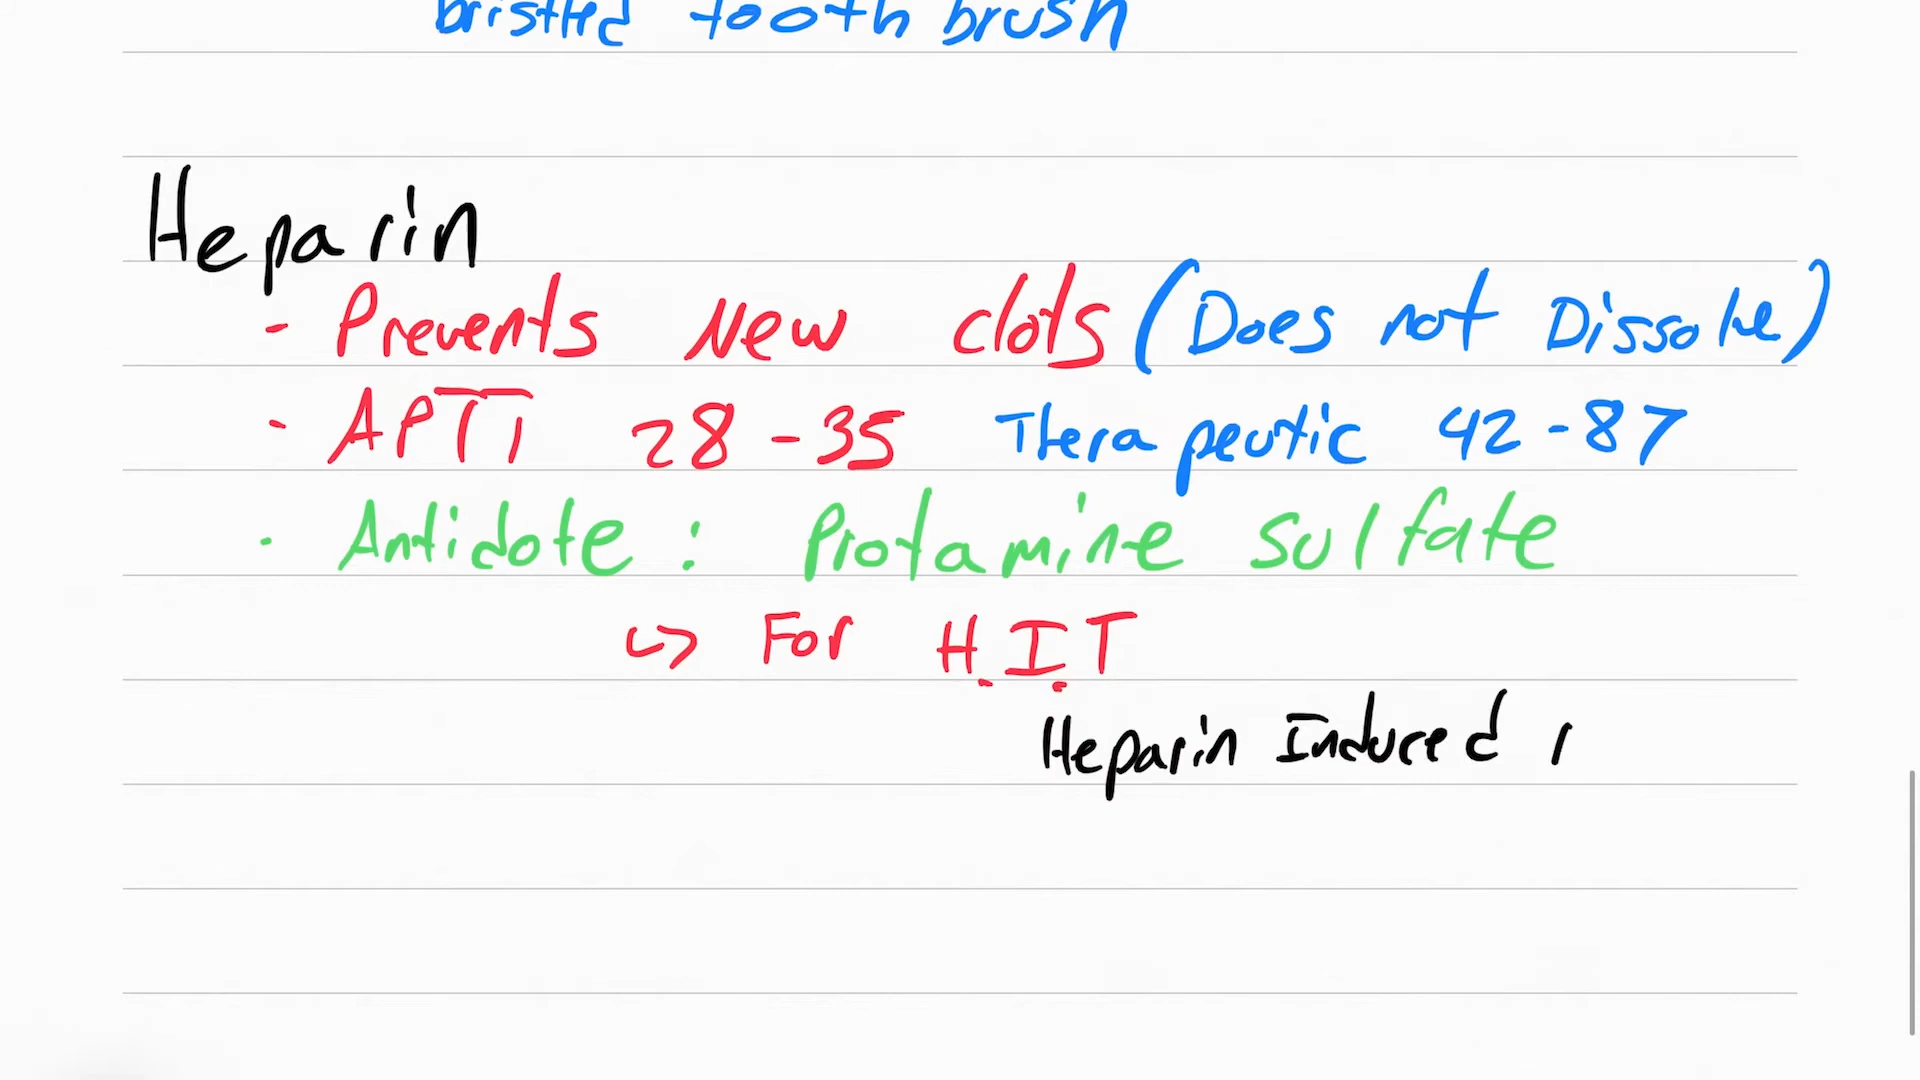 bristled tooth brush
Heparin
- Prevents New clots (Does not Dissolve)
- APTT 28-35 Therapeutic 42-87
- Antidote: Protamine sulfate
↪ For H.I.T
Heparin Induced